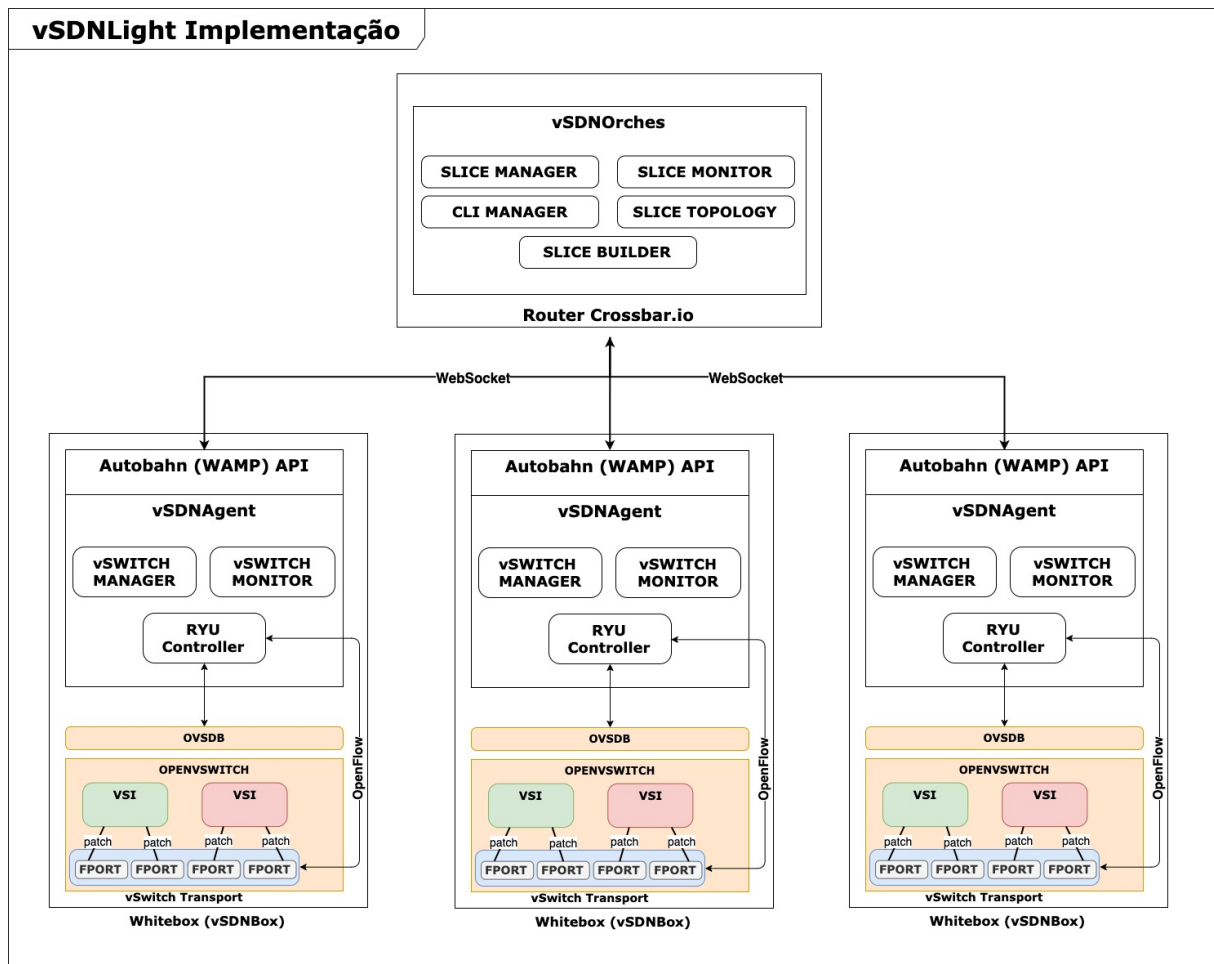 vSDNLight Implementação
vSDNOrches
SLICE MANAGER
SLICE MONITOR
CLI MANAGER
SLICE TOPOLOGY
SLICE BUILDER
Router Crossbar.io
WebSocket
WebSocket
Autobahn (WAMP) API
vSDNAgent
vSWITCH
MANAGER
vSWITCH
MONITOR
RYU
Controller
OpenFlow
OVSDB
OPENVSWITCH
VSI
VSI
patch
patch
patch
patch
FPORT
FPORT
FPORT
FPORT
vSwitch Transport
Whitebox (vSDNBox)
Autobahn (WAMP) API
vSDNAgent
vSWITCH
MANAGER
vSWITCH
MONITOR
RYU
Controller
OpenFlow
OVSDB
OPENVSWITCH
VSI
VSI
patch
patch
patch
patch
FPORT
FPORT
FPORT
FPORT
vSwitch Transport
Whitebox (vSDNBox)
Autobahn (WAMP) API
vSDNAgent
vSWITCH
MANAGER
vSWITCH
MONITOR
RYU
Controller
OpenFlow
OVSDB
OPENVSWITCH
VSI
VSI
patch
patch
patch
patch
FPORT
FPORT
FPORT
FPORT
vSwitch Transport
Whitebox (vSDNBox)